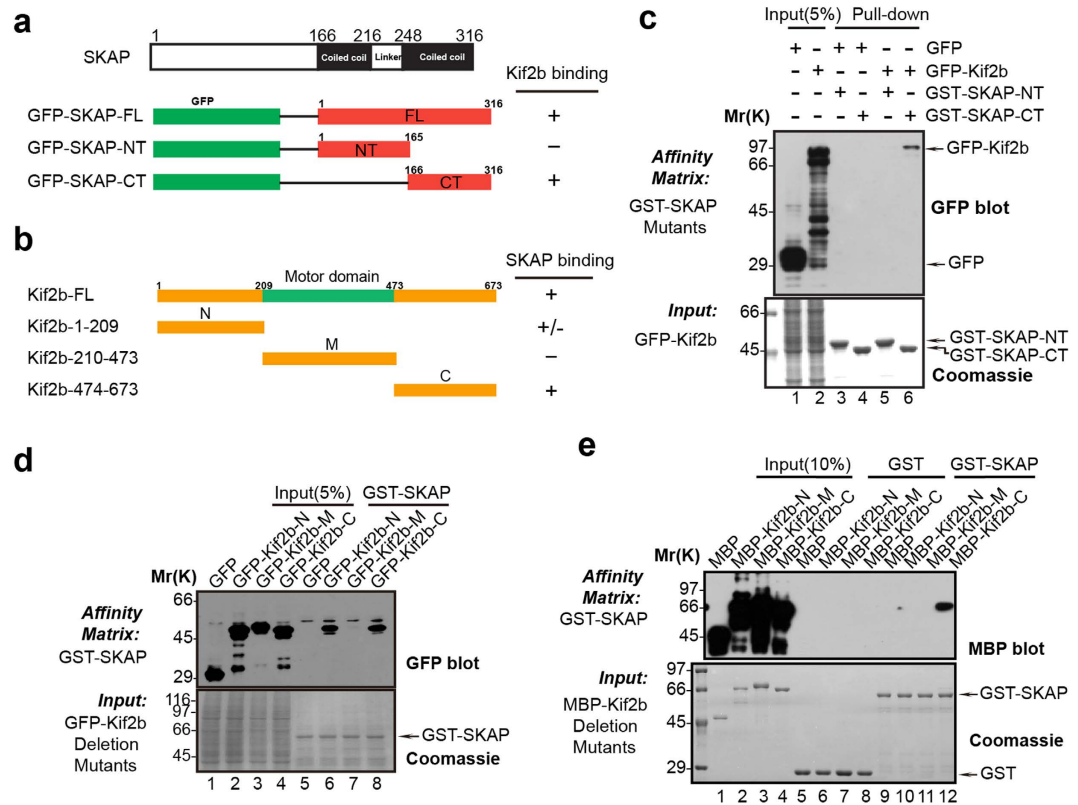 a
1 166 216 248 316
SKAP Coiled coil Linker Coiled coil
Kif2b binding
GFP
GFP-SKAP-FL 1 FL 316 +
GFP-SKAP-NT 1 NT 165 −
GFP-SKAP-CT 166 CT 316 +
b
SKAP binding
Motor domain
Kif2b-FL 1 209 473 673 +
Kif2b-1-209 N +/-
Kif2b-210-473 M −
Kif2b-474-673 C +
c
Input(5%) Pull-down
+ − + + − − GFP
− + − − + + GFP-Kif2b
− − + − + − GST-SKAP-NT
− − − + − + GST-SKAP-CT
Mr(K)
97
66
45
29
Affinity
Matrix:
GST-SKAP
Mutants
GFP-Kif2b
GFP blot
GFP
Input:
GFP-Kif2b
66
45
GST-SKAP-NT
GST-SKAP-CT
Coomassie
1 2 3 4 5 6
d
Input(5%) GST-SKAP
GFP GFP-Kif2b-N GFP-Kif2b-M GFP-Kif2b-C GFP GFP-Kif2b-N GFP-Kif2b-M GFP-Kif2b-C
Mr(K)
66
45
29
Affinity
Matrix:
GST-SKAP
GFP blot
Input:
GFP-Kif2b
Deletion
Mutants
116
97
66
45
GST-SKAP
Coomassie
1 2 3 4 5 6 7 8
e
Input(10%) GST GST-SKAP
MBP MBP-Kif2b-N MBP-Kif2b-M MBP-Kif2b-C MBP MBP-Kif2b-N MBP-Kif2b-M MBP-Kif2b-C MBP MBP-Kif2b-N MBP-Kif2b-M MBP-Kif2b-C
Mr(K)
97
66
45
Affinity
Matrix:
GST-SKAP
MBP blot
Input:
MBP-Kif2b
Deletion
Mutants
97
66
45
29
GST-SKAP
Coomassie
GST
1 2 3 4 5 6 7 8 9 10 11 12